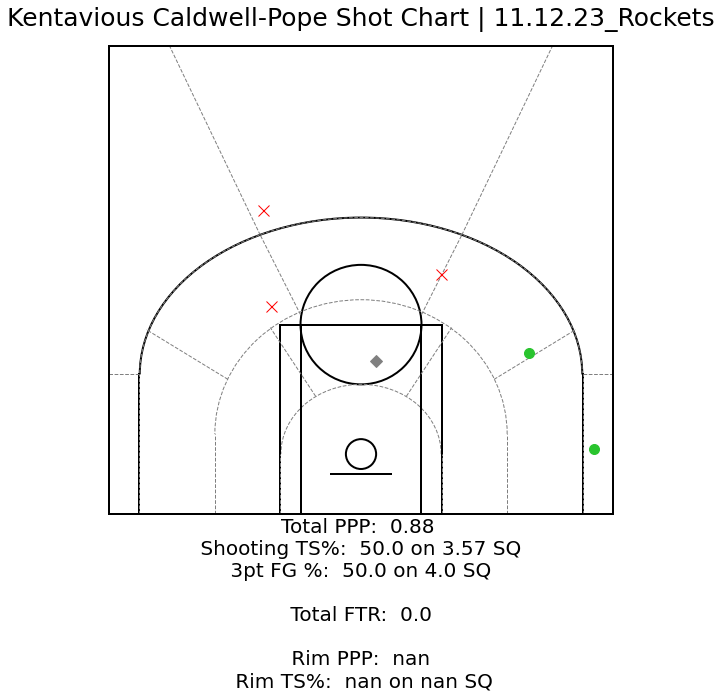 Kentavious Caldwell-Pope Shot Chart | 11.12.23_Rockets
Total PPP: 0.88
Shooting TS%: 50.0 on 3.57 SQ
3pt FG %: 50.0 on 4.0 SQ
Total FTR: 0.0
Rim PPP: nan
Rim TS%: nan on nan SQ